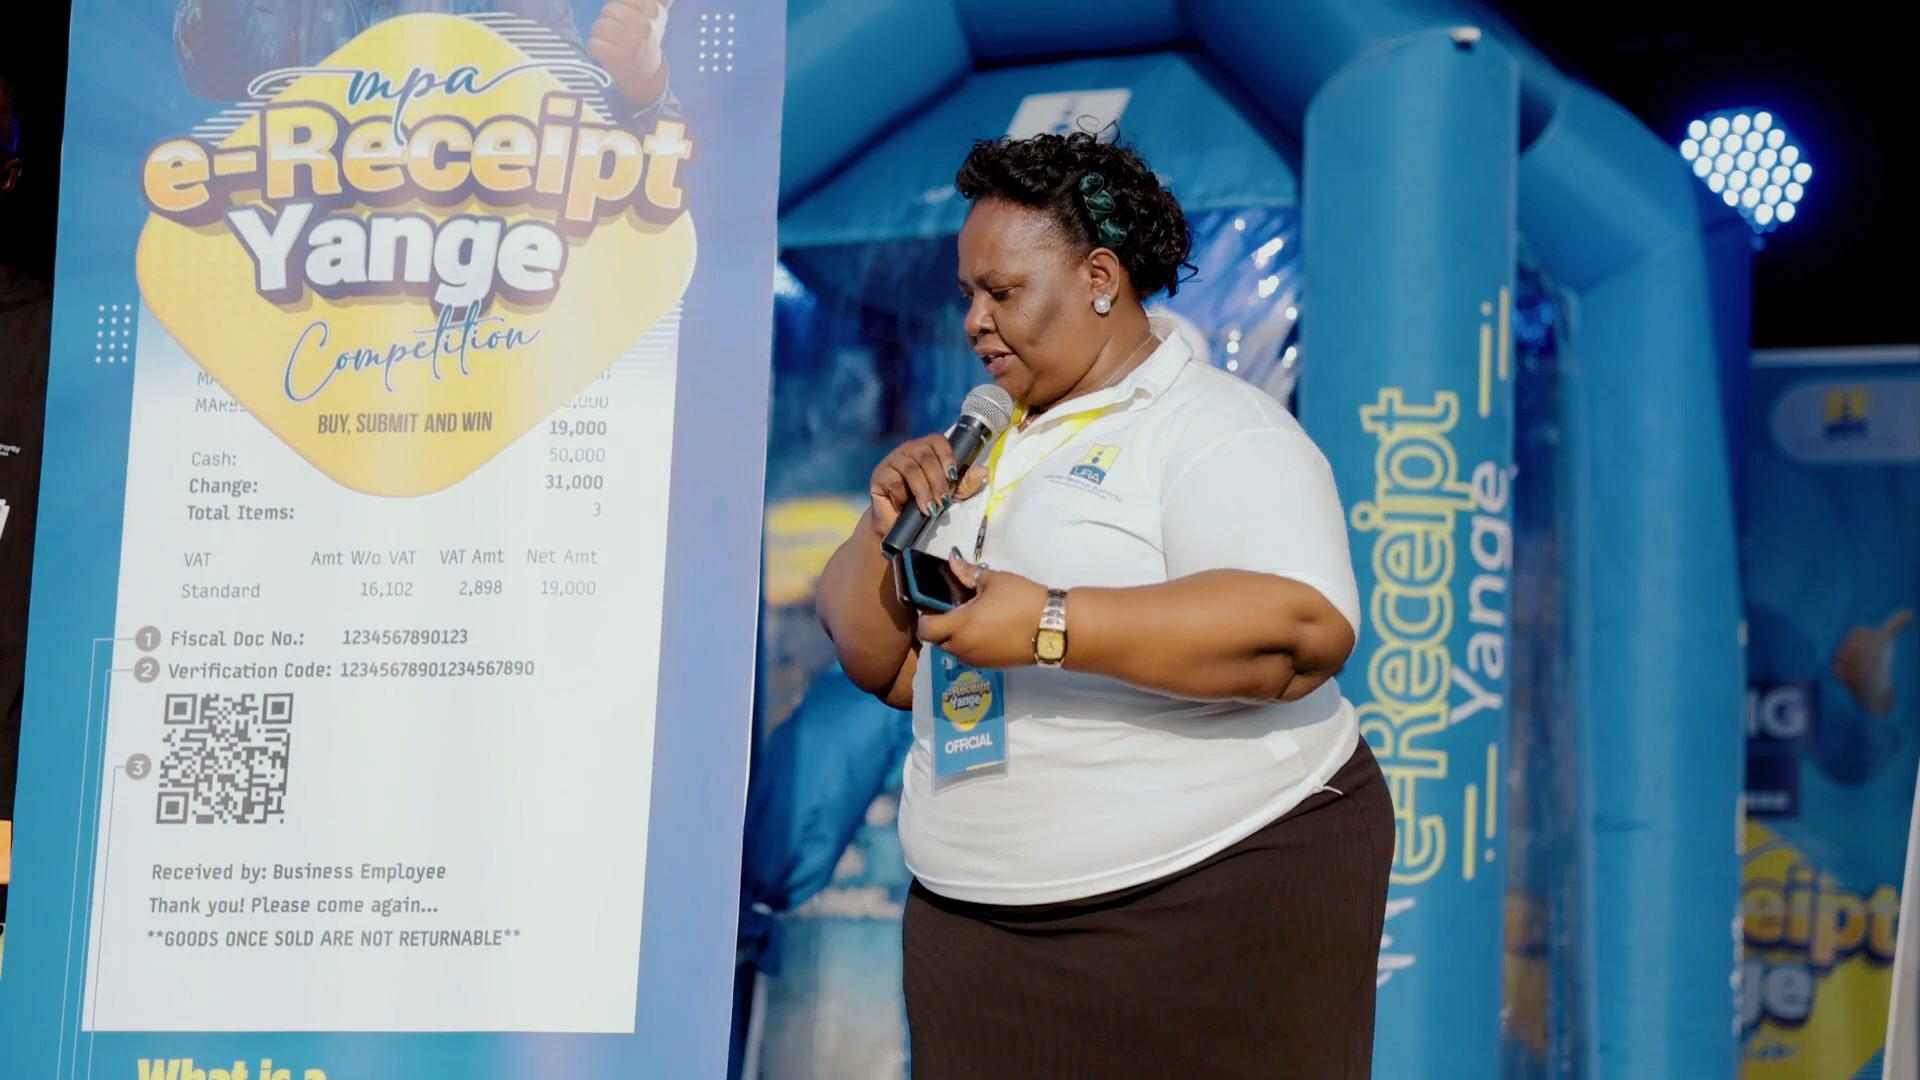 mpa
e-Receipt
Yange
Competition
BUY, SUBMIT AND WIN
19,000
Cash: 50,000
Change: 31,000
Total Items: 3
VAT Amt W/o VAT VAT Amt Net Amt
Standard 16,102 2,898 19,000
1 Fiscal Doc No.: 1234567890123
2 Verification Code: 12345678901234567890
3
Received by: Business Employee
Thank you! Please come again...
**GOODS ONCE SOLD ARE NOT RETURNABLE**
What is a
URA
e-Receipt
Yange
OFFICIAL
e-Receipt
Yange